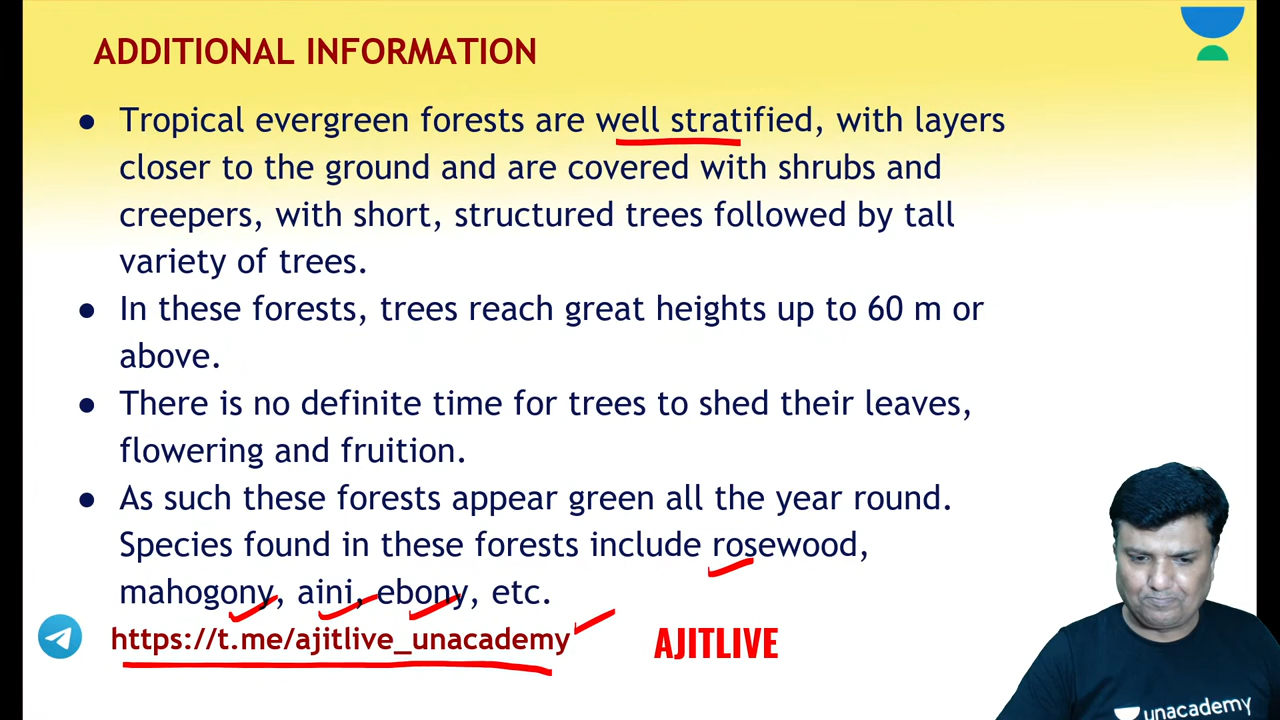 ADDITIONAL INFORMATION
● Tropical evergreen forests are well stratified, with layers
closer to the ground and are covered with shrubs and
creepers, with short, structured trees followed by tall
variety of trees.
● In these forests, trees reach great heights up to 60 m or
above.
● There is no definite time for trees to shed their leaves,
flowering and fruition.
● As such these forests appear green all the year round.
Species found in these forests include rosewood,
mahogony, aini, ebony, etc.
https://t.me/ajitlive_unacademy
AJITLIVE
unacademy